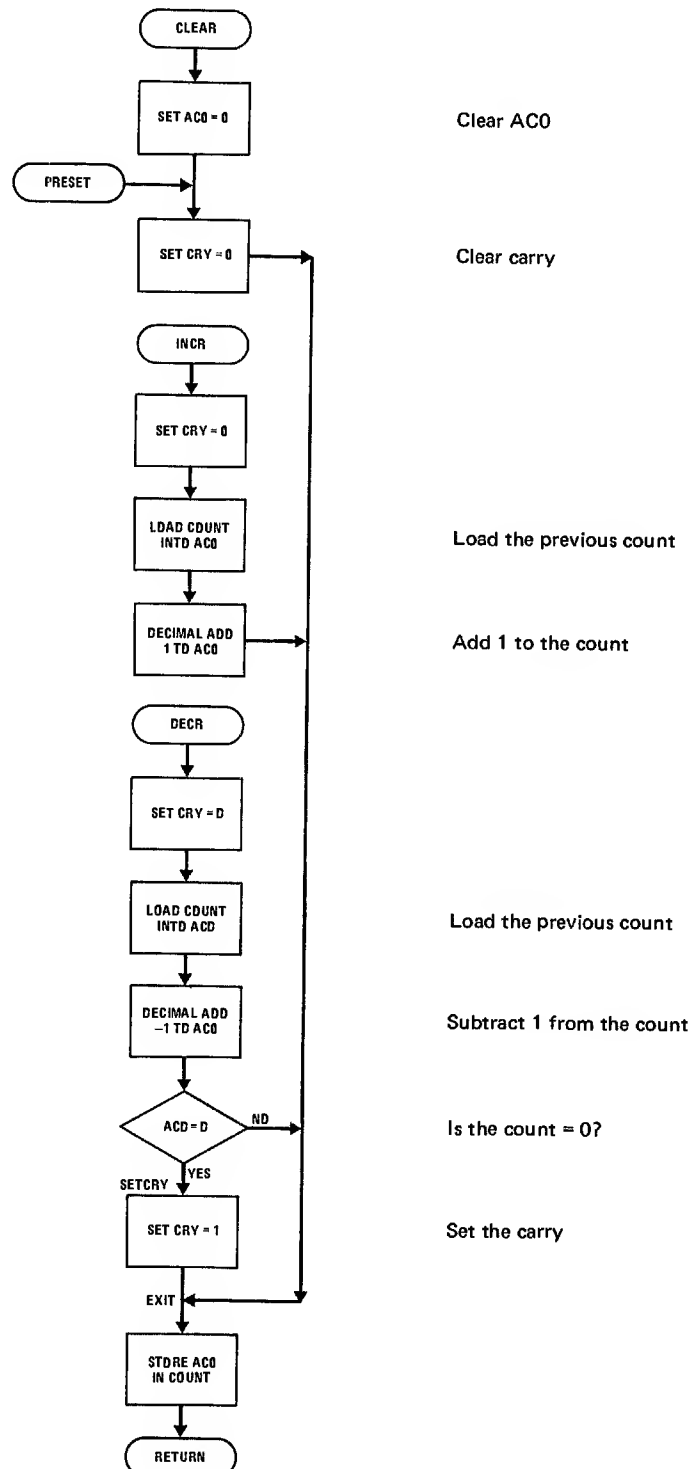 CLEAR
SET AC0 = 0
Clear AC0
PRESET
SET CRY = 0
Clear carry
INCR
SET CRY = 0
LOAD COUNT
INTO AC0
Load the previous count
DECIMAL ADD
1 TO AC0
Add 1 to the count
DECR
SET CRY = 0
LOAD COUNT
INTO AC0
Load the previous count
DECIMAL ADD
–1 TO AC0
Subtract 1 from the count
AC0 = 0
NO
Is the count = 0?
YES
SETCRY
SET CRY = 1
Set the carry
EXIT
STORE AC0
IN COUNT
RETURN